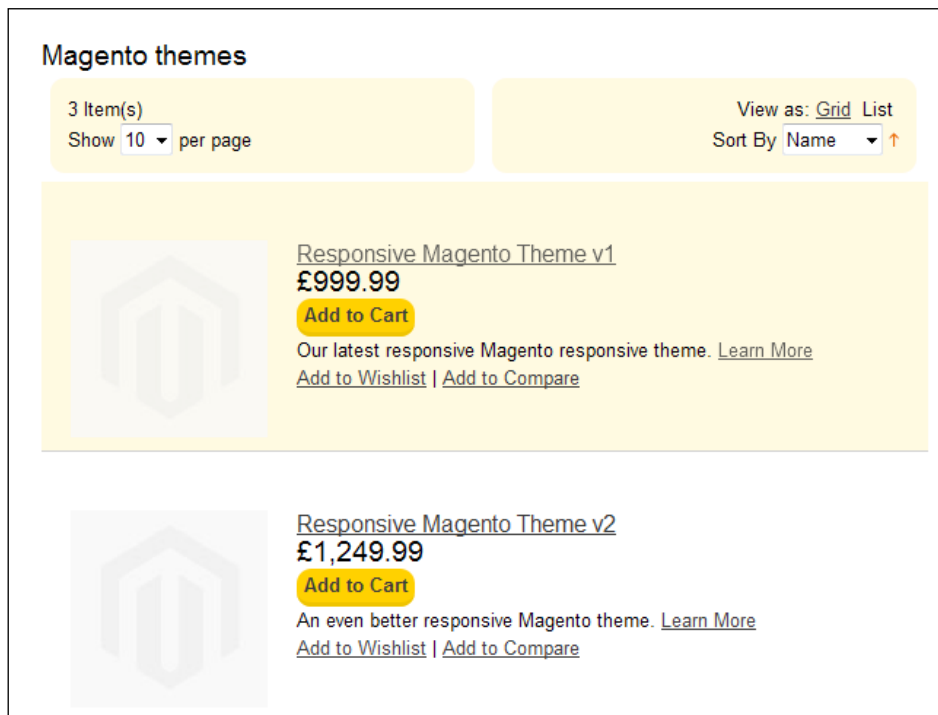 Magento themes
3 Item(s)
Show 10 per page
View as: Grid List
Sort By Name ↑
Responsive Magento Theme v1
£999.99
Add to Cart
Our latest responsive Magento responsive theme. Learn More
Add to Wishlist | Add to Compare
Responsive Magento Theme v2
£1,249.99
Add to Cart
An even better responsive Magento theme. Learn More
Add to Wishlist | Add to Compare